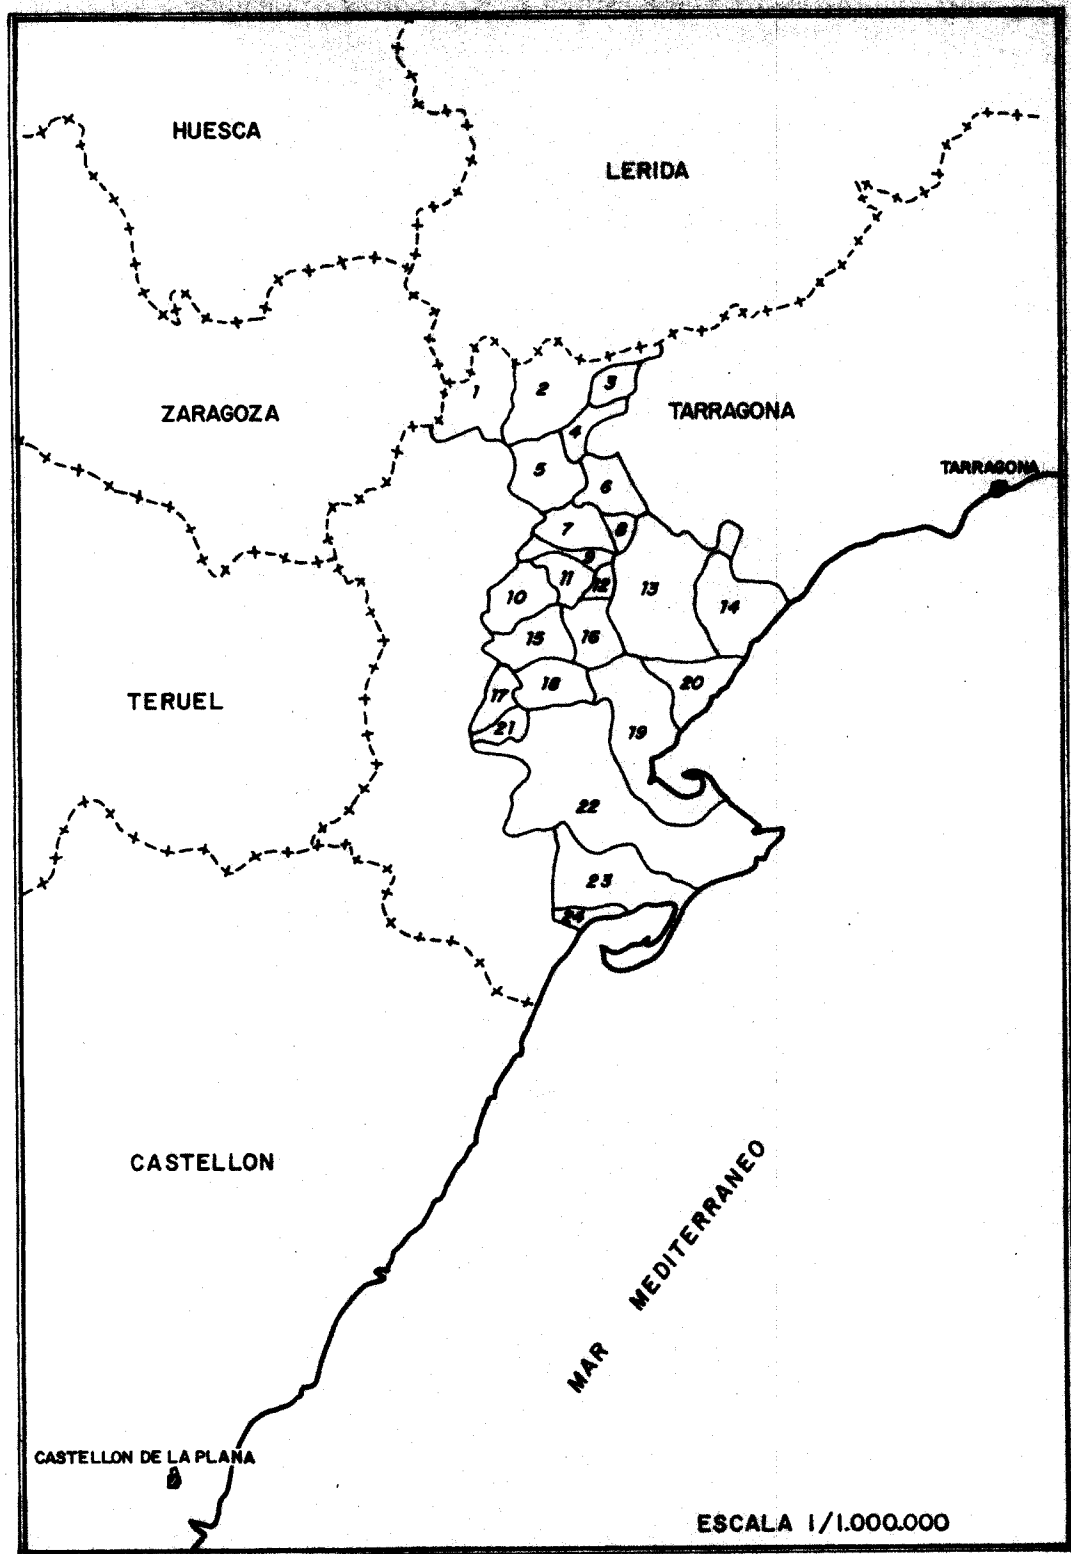 HUESCA
LERIDA
ZARAGOZA
TARRAGONA
TARRAGONA
TERUEL
1
2
3
4
5
6
7
8
9
10
11
12
13
14
15
16
17
18
19
20
21
22
23
24
CASTELLON
MAR MEDITERRANEO
CASTELLON DE LA PLANA
ESCALA 1/1.000.000